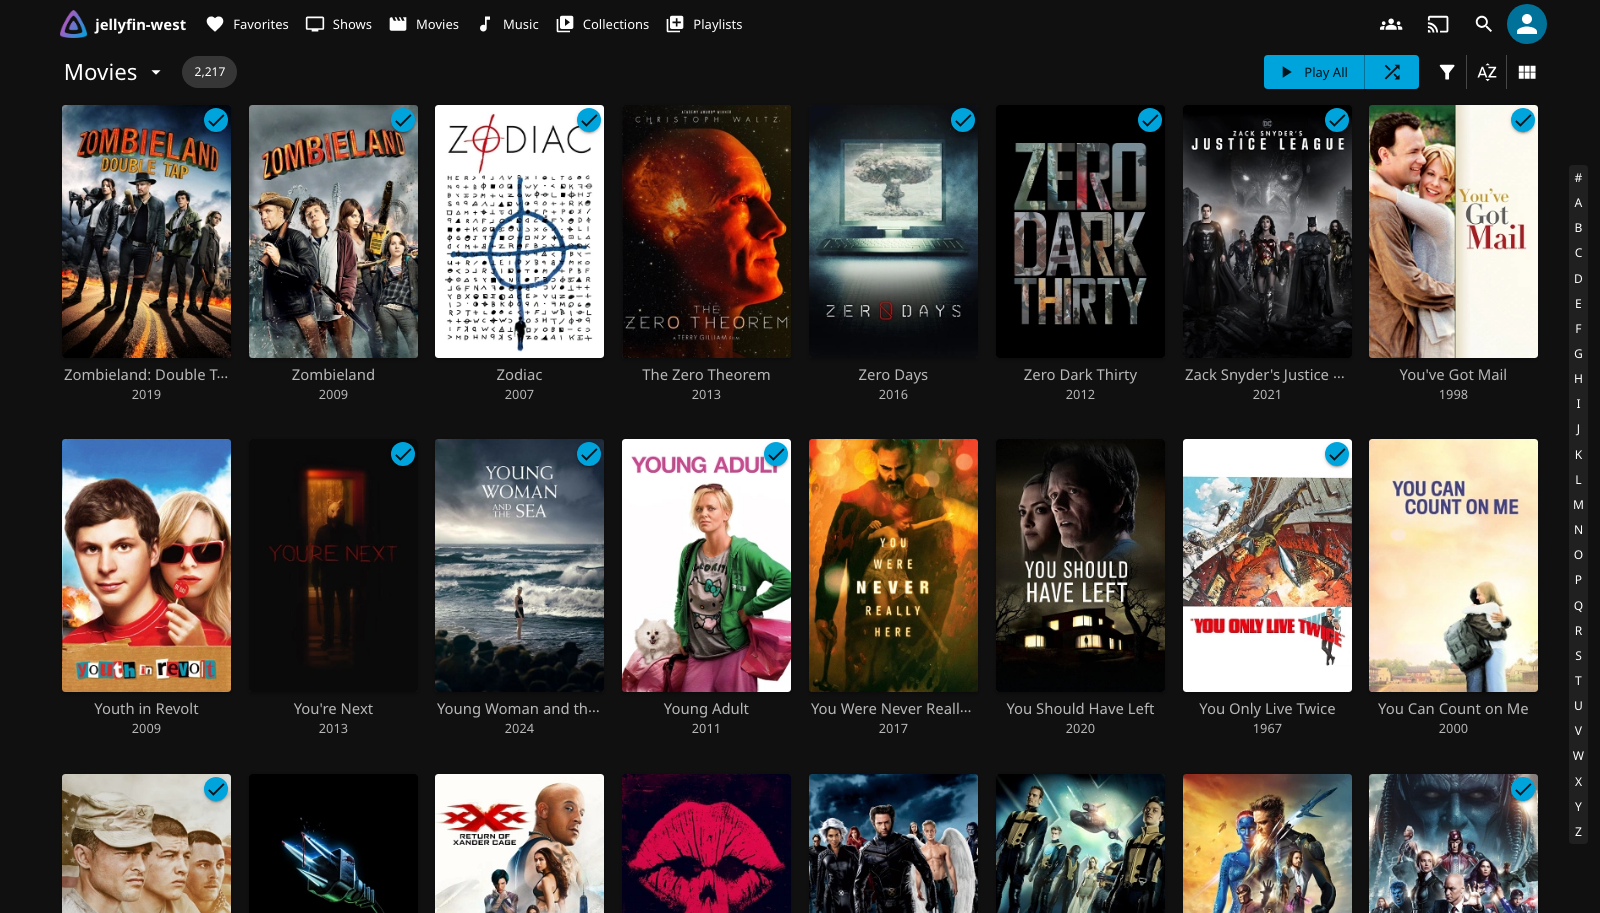 jellyfin-west
Favorites
Shows
Movies
Music
Collections
Playlists
Movies
2,217
Play All
AZ
ZOMBIELAND
DOUBLE TAP
Zombieland: Double T...
2019
ZOMBIELAND
Zombieland
2009
ZODIAC
Zodiac
2007
CHRISTOPH WALTZ
THE
ZERO THEOREM
A TERRY GILLIAM FILM
The Zero Theorem
2013
ZERO DAYS
Zero Days
2016
ZERO
DARK
THIRTY
Zero Dark Thirty
2012
DC
ZACK SNYDER'S
JUSTICE LEAGUE
Zack Snyder's Justice ...
2021
You've
Got
Mail
You've Got Mail
1998
youth in revolt
Youth in Revolt
2009
YOU'RE NEXT
You're Next
2013
YOUNG
WOMAN
AND THE SEA
Young Woman and th...
2024
YOUNG ADULT
Young Adult
2011
YOU
WERE
NEVER
REALLY
HERE
You Were Never Reall...
2017
YOU SHOULD
HAVE LEFT
You Should Have Left
2020
YOU ONLY LIVE TWICE
You Only Live Twice
1967
YOU CAN
COUNT ON ME
You Can Count on Me
2000
xXx
RETURN OF
XANDER CAGE
#
A
B
C
D
E
F
G
H
I
J
K
L
M
N
O
P
Q
R
S
T
U
V
W
X
Y
Z